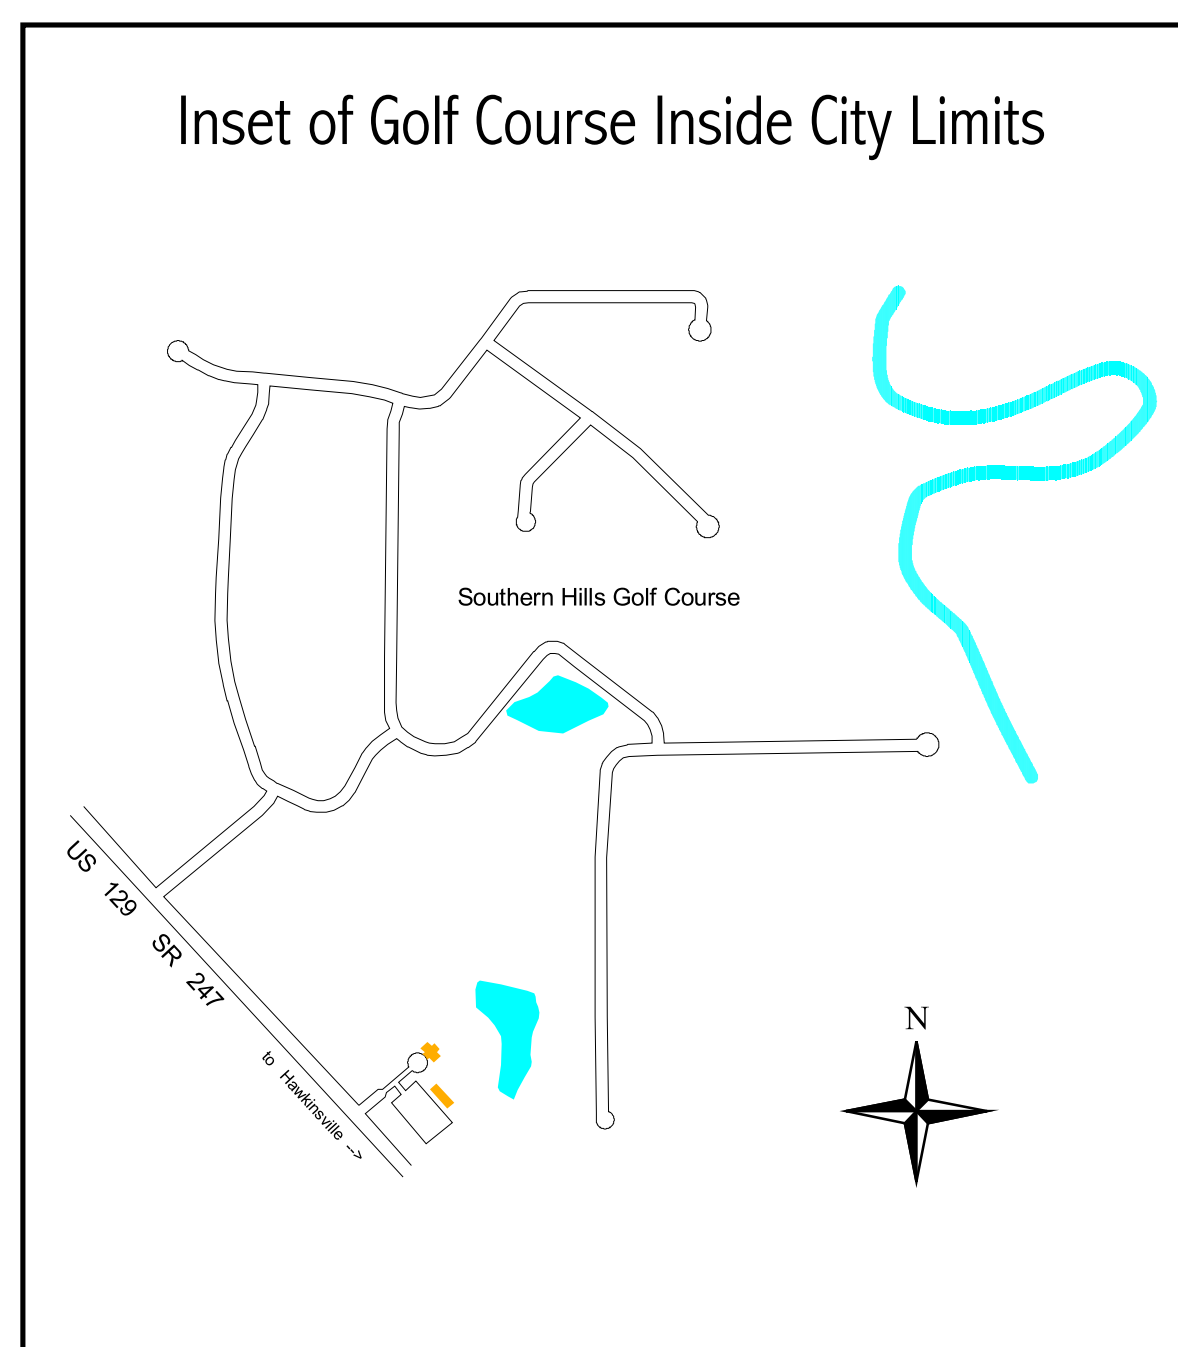 Inset of Golf Course Inside City Limits
Southern Hills Golf Course
US 129 SR 247
to Hawkinsville -->
N